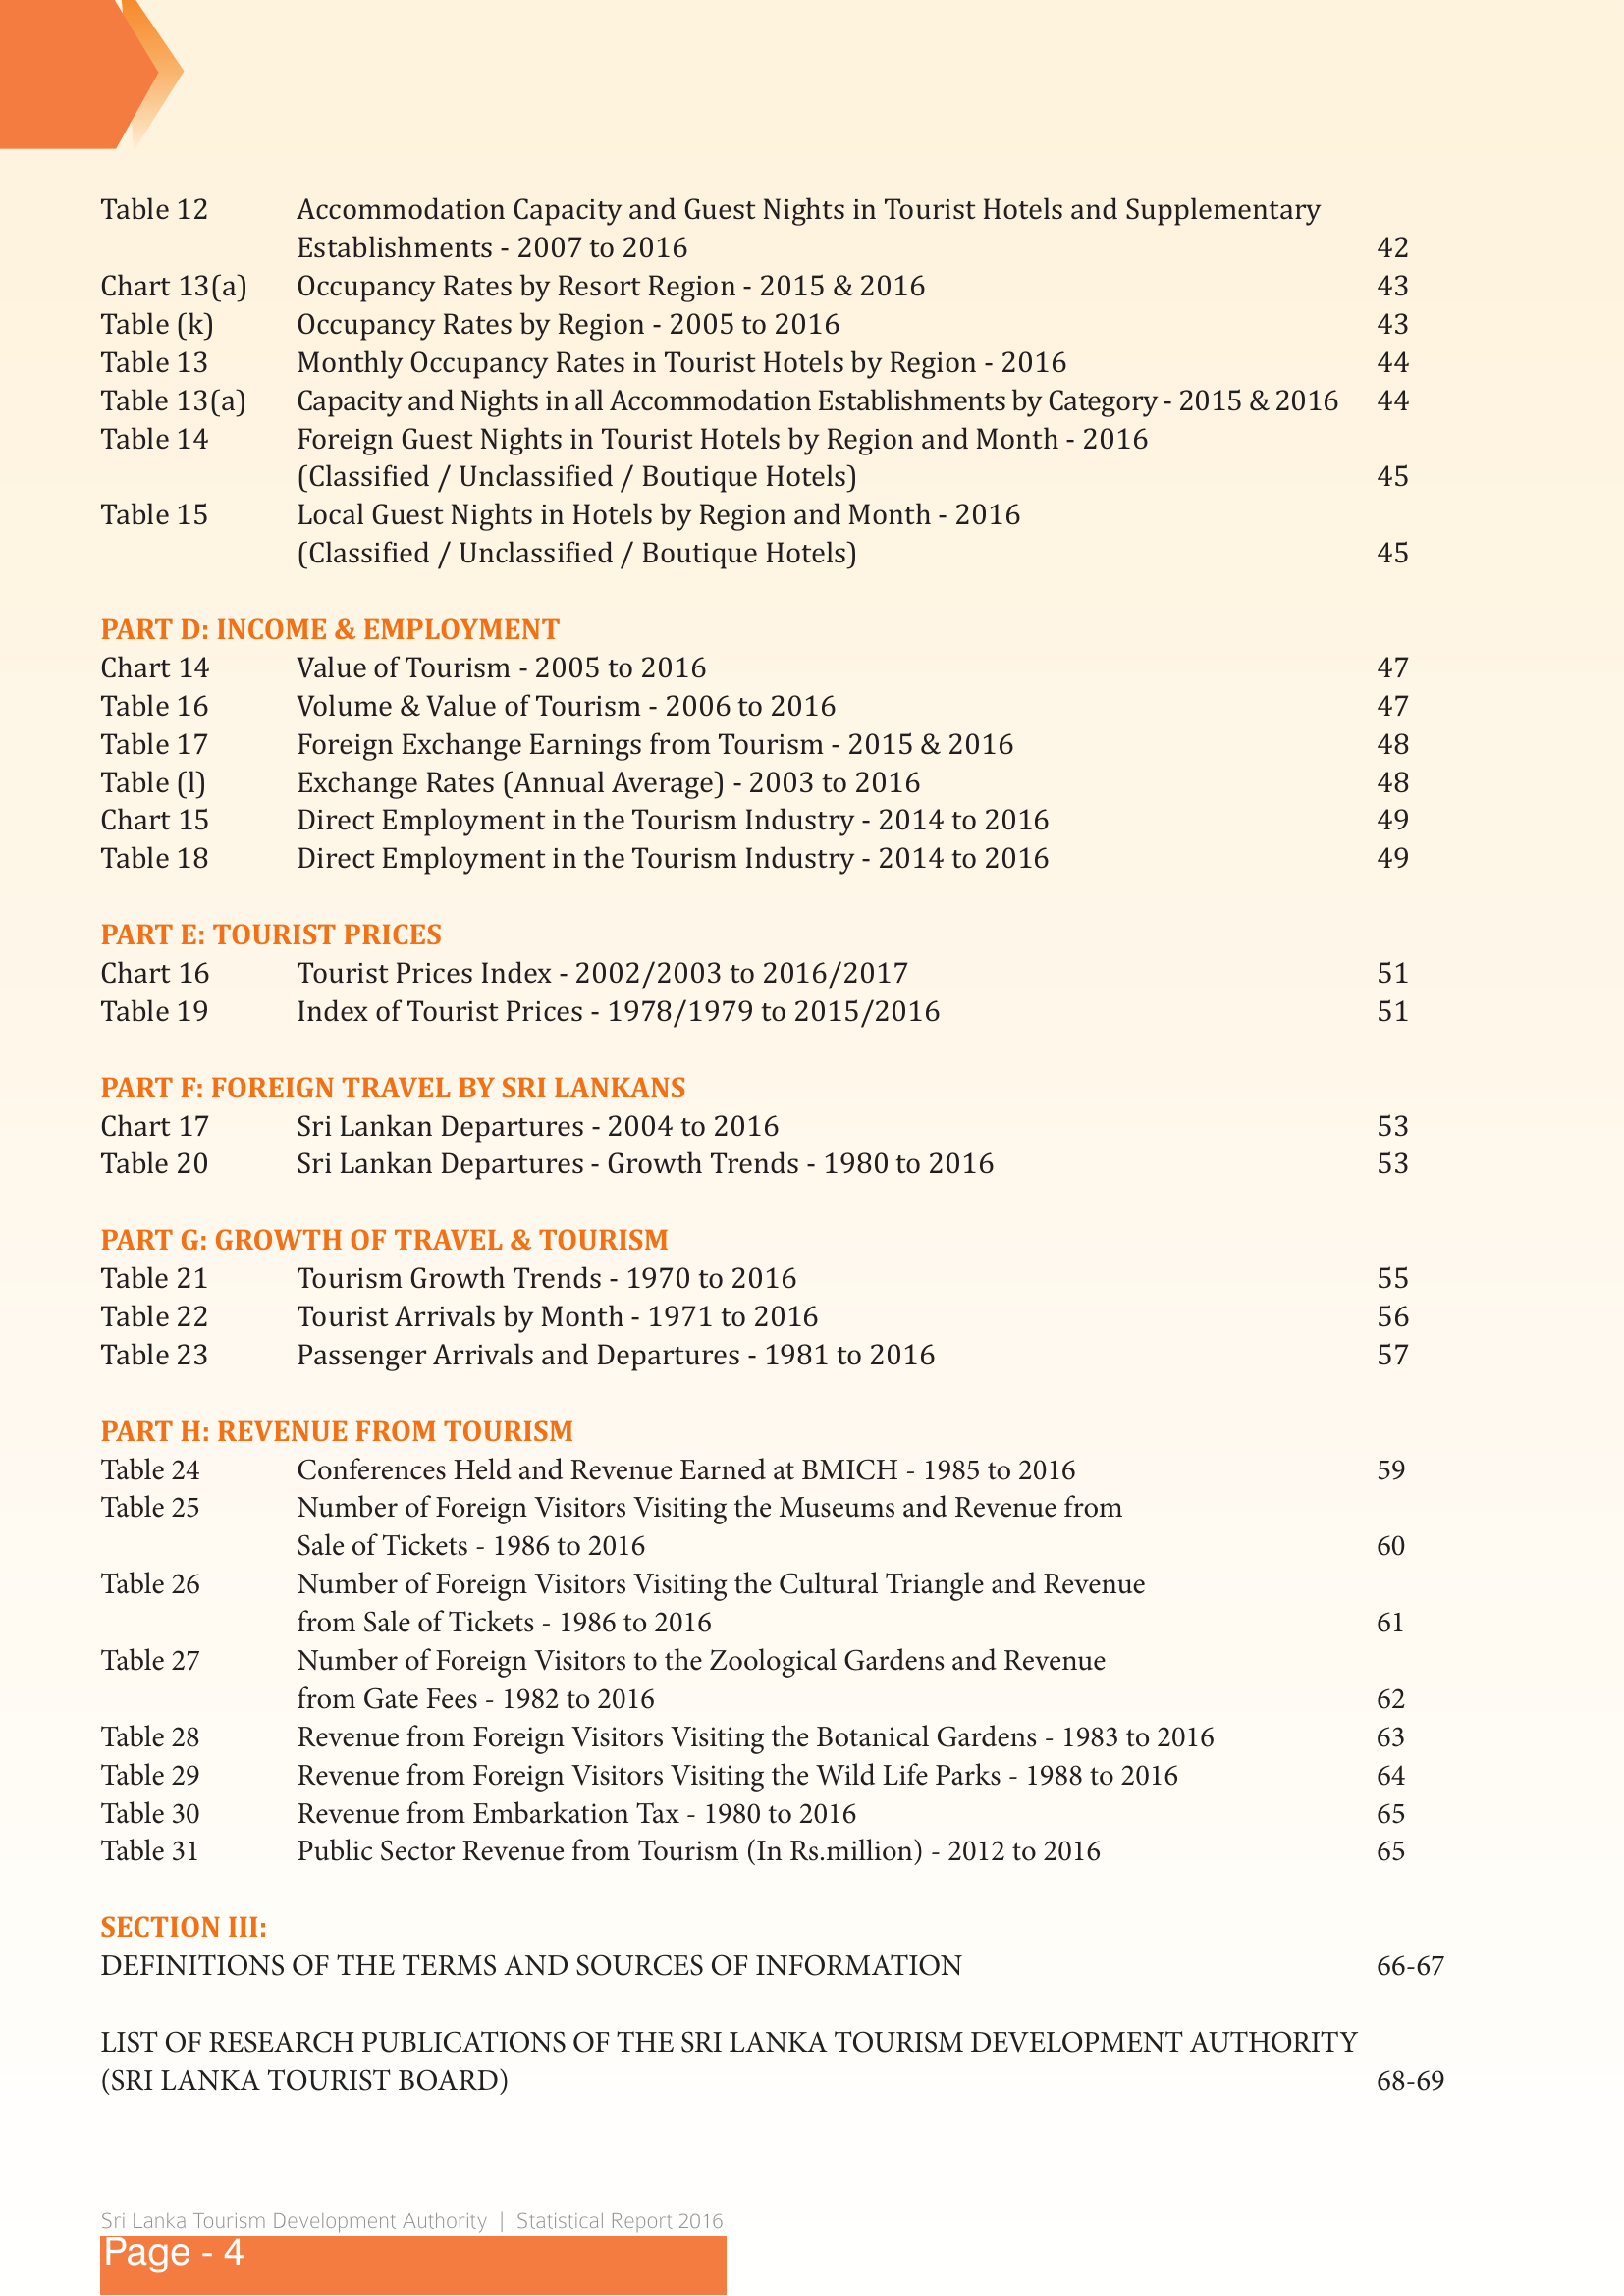 Table 12 Accommodation Capacity and Guest Nights in Tourist Hotels and Supplementary
Establishments - 2007 to 2016 42
Chart 13(a) Occupancy Rates by Resort Region - 2015 & 2016 43
Table (k) Occupancy Rates by Region - 2005 to 2016 43
Table 13 Monthly Occupancy Rates in Tourist Hotels by Region - 2016 44
Table 13(a) Capacity and Nights in all Accommodation Establishments by Category - 2015 & 2016 44
Table 14 Foreign Guest Nights in Tourist Hotels by Region and Month - 2016
(Classified / Unclassified / Boutique Hotels) 45
Table 15 Local Guest Nights in Hotels by Region and Month - 2016
(Classified / Unclassified / Boutique Hotels) 45
PART D: INCOME & EMPLOYMENT
Chart 14 Value of Tourism - 2005 to 2016 47
Table 16 Volume & Value of Tourism - 2006 to 2016 47
Table 17 Foreign Exchange Earnings from Tourism - 2015 & 2016 48
Table (l) Exchange Rates (Annual Average) - 2003 to 2016 48
Chart 15 Direct Employment in the Tourism Industry - 2014 to 2016 49
Table 18 Direct Employment in the Tourism Industry - 2014 to 2016 49
PART E: TOURIST PRICES
Chart 16 Tourist Prices Index - 2002/2003 to 2016/2017 51
Table 19 Index of Tourist Prices - 1978/1979 to 2015/2016 51
PART F: FOREIGN TRAVEL BY SRI LANKANS
Chart 17 Sri Lankan Departures - 2004 to 2016 53
Table 20 Sri Lankan Departures - Growth Trends - 1980 to 2016 53
PART G: GROWTH OF TRAVEL & TOURISM
Table 21 Tourism Growth Trends - 1970 to 2016 55
Table 22 Tourist Arrivals by Month - 1971 to 2016 56
Table 23 Passenger Arrivals and Departures - 1981 to 2016 57
PART H: REVENUE FROM TOURISM
Table 24 Conferences Held and Revenue Earned at BMICH - 1985 to 2016 59
Table 25 Number of Foreign Visitors Visiting the Museums and Revenue from
Sale of Tickets - 1986 to 2016 60
Table 26 Number of Foreign Visitors Visiting the Cultural Triangle and Revenue
from Sale of Tickets - 1986 to 2016 61
Table 27 Number of Foreign Visitors to the Zoological Gardens and Revenue
from Gate Fees - 1982 to 2016 62
Table 28 Revenue from Foreign Visitors Visiting the Botanical Gardens - 1983 to 2016 63
Table 29 Revenue from Foreign Visitors Visiting the Wild Life Parks - 1988 to 2016 64
Table 30 Revenue from Embarkation Tax - 1980 to 2016 65
Table 31 Public Sector Revenue from Tourism (In Rs.million) - 2012 to 2016 65
SECTION III:
DEFINITIONS OF THE TERMS AND SOURCES OF INFORMATION 66-67
LIST OF RESEARCH PUBLICATIONS OF THE SRI LANKA TOURISM DEVELOPMENT AUTHORITY
(SRI LANKA TOURIST BOARD) 68-69
Sri Lanka Tourism Development Authority | Statistical Report 2016
Page - 4